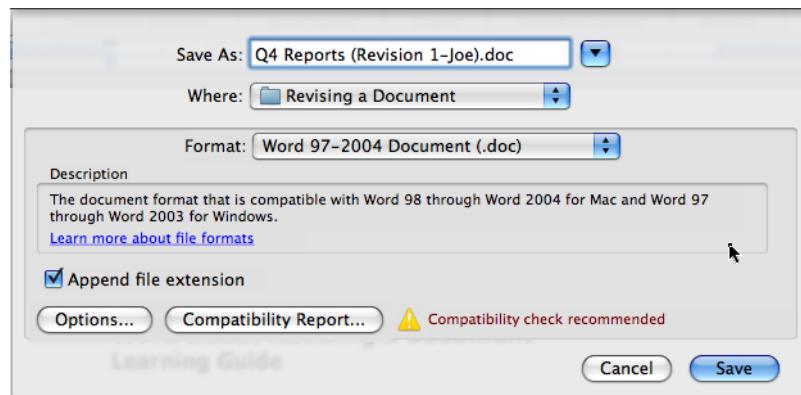 Save As: Q4 Reports (Revision 1-Joe).doc
Where: Revising a Document
Format: Word 97-2004 Document (.doc)
Description
The document format that is compatible with Word 98 through Word 2004 for Mac and Word 97
through Word 2003 for Windows.
Learn more about file formats
Append file extension
Options... Compatibility Report... Compatibility check recommended
Learning Guide
Cancel Save